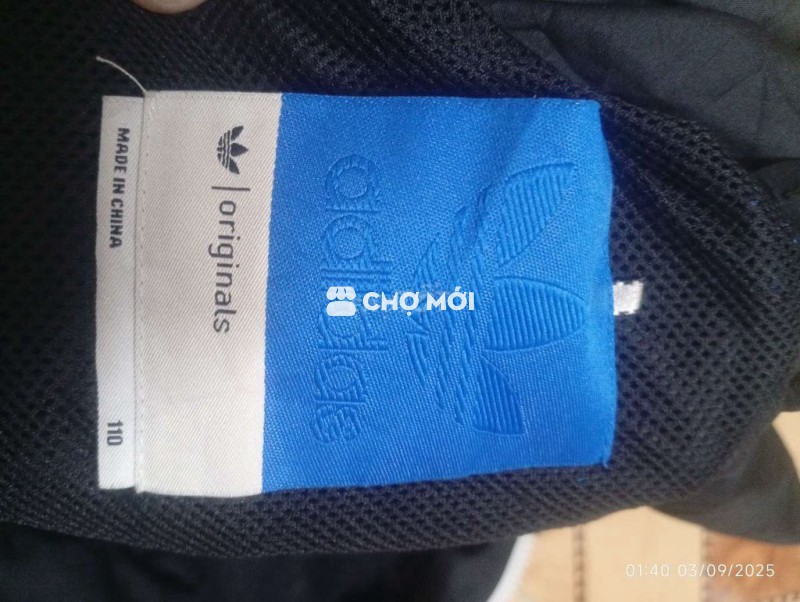 adidas
originals
MADE IN CHINA
110
CHỢ MỚI
01:40 03/09/2025